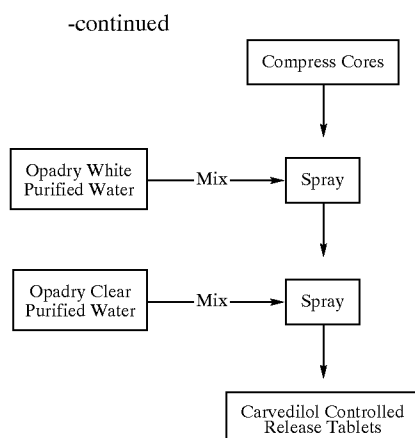 -continued
Compress Cores
Opadry White
Purified Water
Mix
Spray
Opadry Clear
Purified Water
Mix
Spray
Carvedilol Controlled
Release Tablets